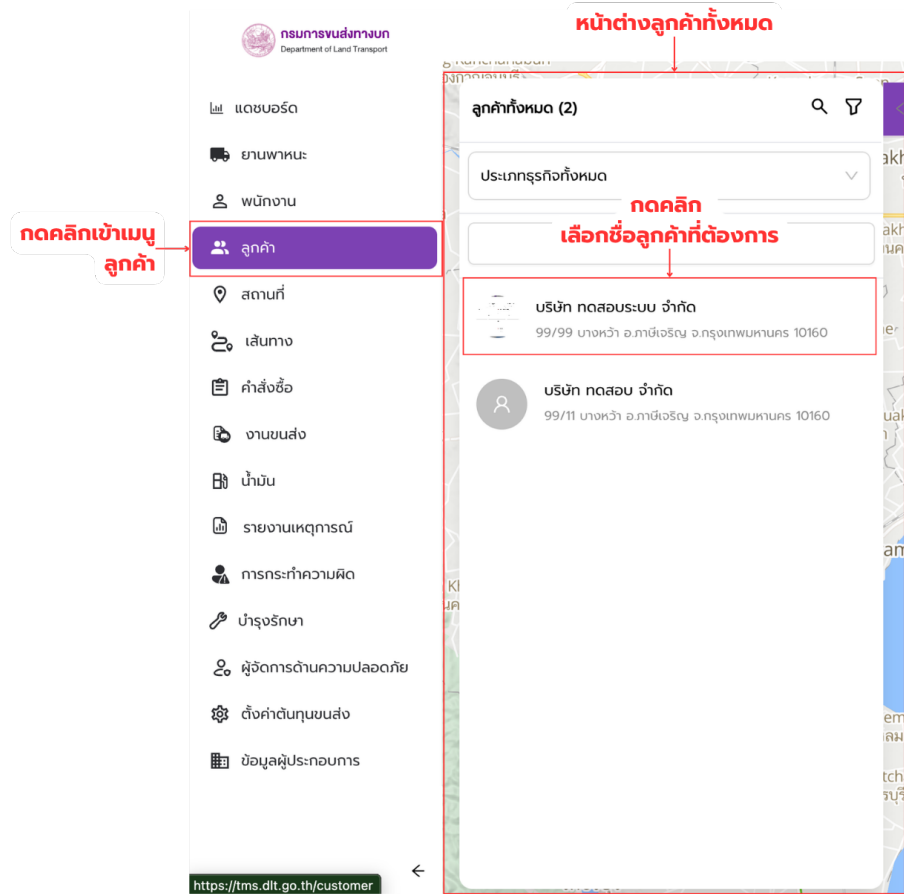 หน้าต่างลูกค้าทั้งหมด
กรมการขนส่งทางบก
Department of Land Transport
แดชบอร์ด
ยานพาหนะ
พนักงาน
ลูกค้า
สถานที่
เส้นทาง
คำสั่งซื้อ
งานขนส่ง
น้ำมัน
รายงานเหตุการณ์
การกระทำความผิด
บำรุงรักษา
ผู้จัดการด้านความปลอดภัย
ตั้งค่าต้นทุนขนส่ง
ข้อมูลผู้ประกอบการ
https://tms.dlt.go.th/customer
กดคลิกเข้าเมนู
ลูกค้า
ลูกค้าทั้งหมด (2)
ประเภทธุรกิจทั้งหมด
กดคลิก
เลือกชื่อลูกค้าที่ต้องการ
บริษัท ทดสอบระบบ จำกัด
99/99 บางหว้า อ.ภาษีเจริญ จ.กรุงเทพมหานคร 10160
บริษัท ทดสอบ จำกัด
99/11 บางหว้า อ.ภาษีเจริญ จ.กรุงเทพมหานคร 10160